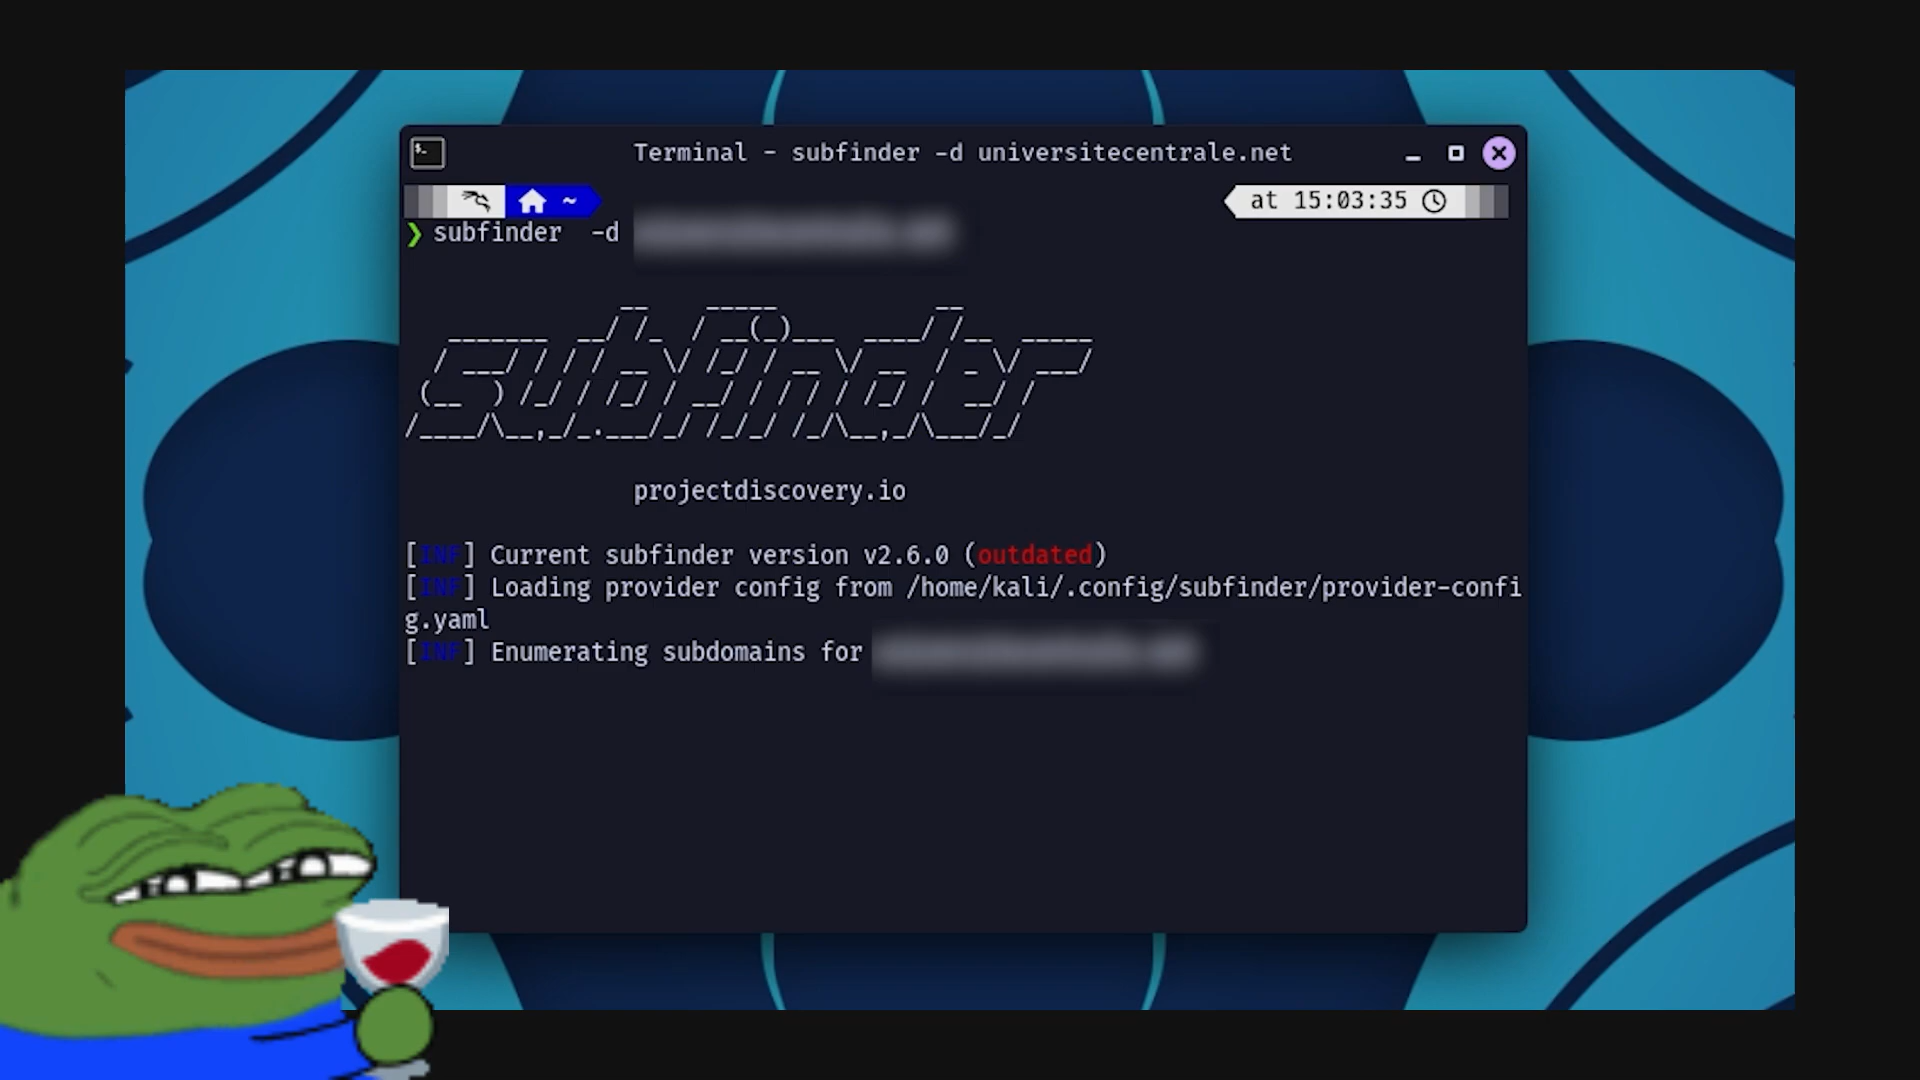 Terminal - subfinder -d universitecentrale.net
~
at 15:03:35
❯ subfinder -d
subfinder
projectdiscovery.io
[INF] Current subfinder version v2.6.0 (outdated)
[INF] Loading provider config from /home/kali/.config/subfinder/provider-confi
g.yaml
[INF] Enumerating subdomains for